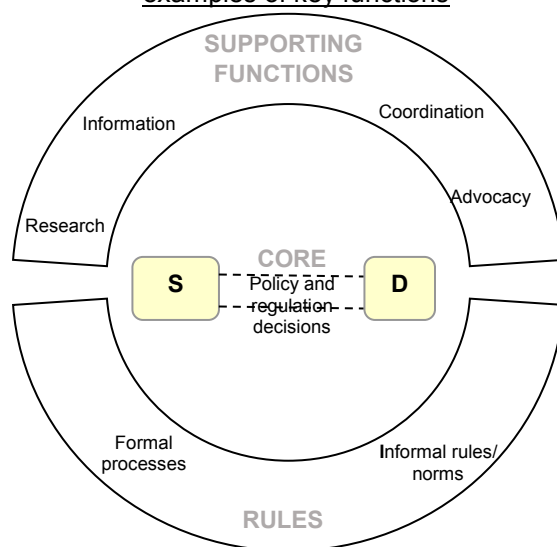 examples of key functions
SUPPORTING
FUNCTIONS
Information
Coordination
Research
Advocacy
CORE
S
D
Policy and
regulation
decisions
Formal
processes
Informal rules/
norms
RULES